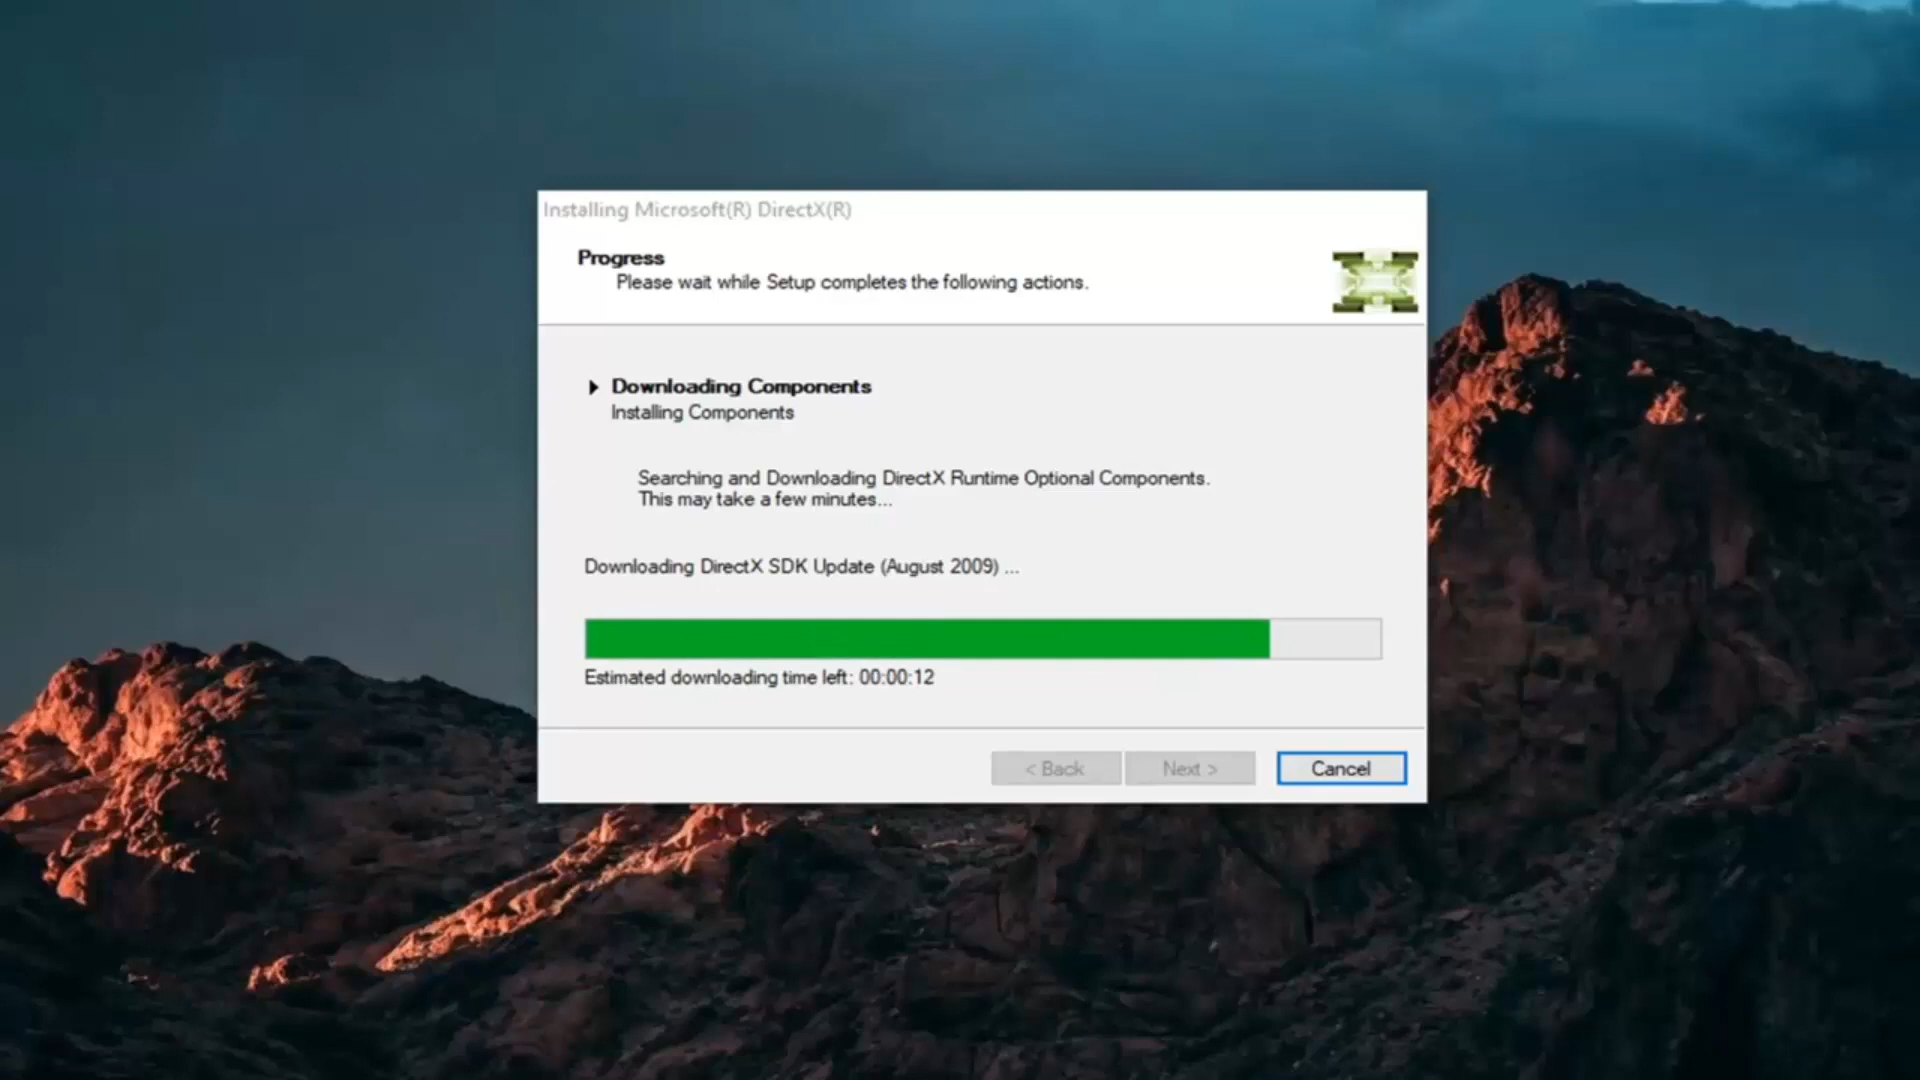 Installing Microsoft(R) DirectX(R)
Progress
Please wait while Setup completes the following actions.
Downloading Components
Installing Components
Searching and Downloading DirectX Runtime Optional Components.
This may take a few minutes...
Downloading DirectX SDK Update (August 2009) ...
Estimated downloading time left: 00:00:12
< Back
Next >
Cancel